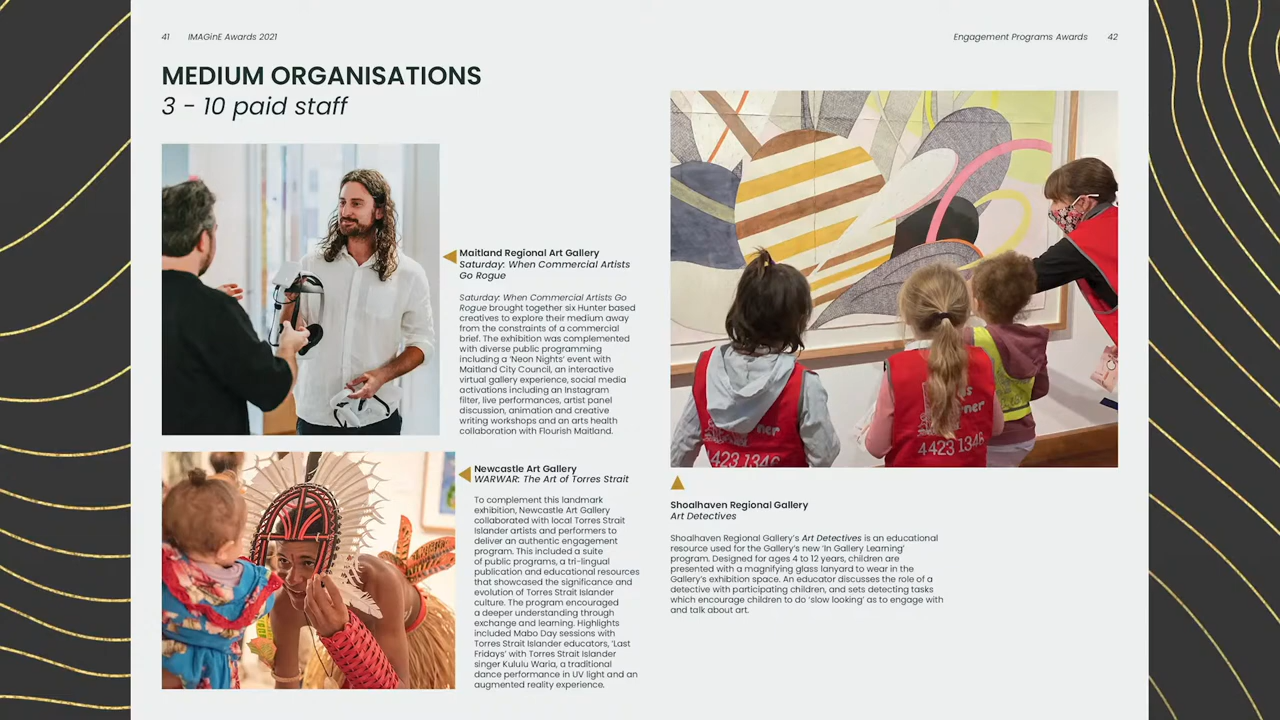 41 IMAGinE Awards 2021
Engagement Programs Awards 42
MEDIUM ORGANISATIONS
3 - 10 paid staff
Maitland Regional Art Gallery
Saturday: When Commercial Artists
Go Rogue
Saturday: When Commercial Artists Go
Rogue brought together six Hunter based
creatives to explore their medium away
from the constraints of a commercial
brief. The exhibition was complemented
with diverse public programming
including a 'Neon Nights' event with
Maitland City Council, an interactive
virtual gallery experience, social media
activations including an Instagram
filter, live performances, artist panel
discussion, animation and creative
writing workshops and an arts health
collaboration with Flourish Maitland.
Newcastle Art Gallery
WARWAR: The Art of Torres Strait
To complement this landmark
exhibition, Newcastle Art Gallery
collaborated with local Torres Strait
Islander artists and performers to
deliver an authentic engagement
program. This included a suite
of public programs, a tri-lingual
publication and educational resources
that showcased the significance and
evolution of Torres Strait Islander
culture. The program encouraged
a deeper understanding through
exchange and learning. Highlights
included Mabo Day sessions with
Torres Strait Islander educators, 'Last
Fridays' with Torres Strait Islander
singer Kululu Waria, a traditional
dance performance in UV light and an
augmented reality experience.
4423 1346
4423 1346
Shoalhaven Regional Gallery
Art Detectives
Shoalhaven Regional Gallery's Art Detectives is an educational
resource used for the Gallery's new 'In Gallery Learning'
program. Designed for ages 4 to 12 years, children are
presented with a magnifying glass lanyard to wear in the
Gallery's exhibition space. An educator discusses the role of a
detective with participating children, and sets detecting tasks
which encourage children to do 'slow looking' as to engage with
and talk about art.